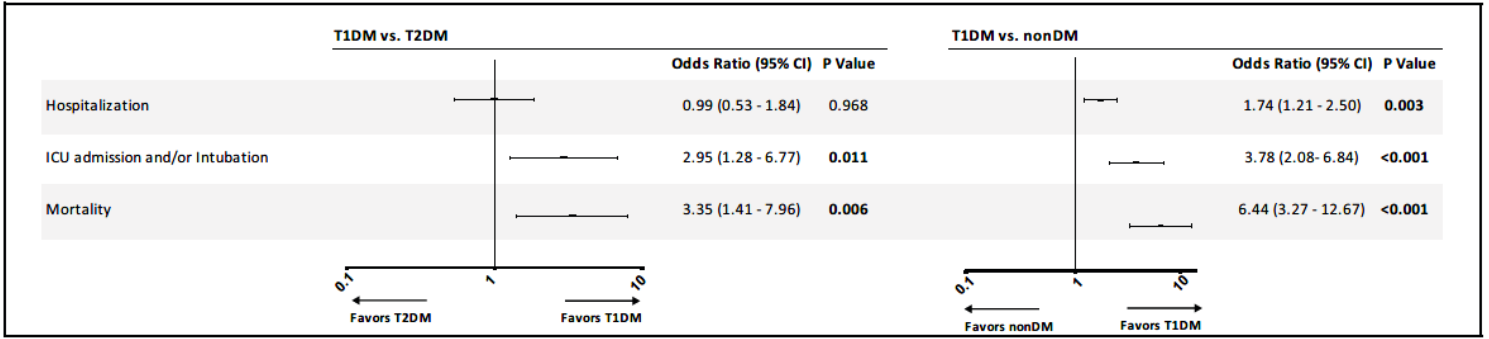 T1DM vs. T2DM T1DM vs. nonDM
Odds Ratio (95% CI) P Value Odds Ratio (95% CI) P Value
Hospitalization 0.99 (0.53 - 1.84) 0.968 1.74 (1.21 - 2.50) 0.003
ICU admission and/or Intubation 2.95 (1.28 - 6.77) 0.011 3.78 (2.08- 6.84) <0.001
Mortality 3.35 (1.41 - 7.96) 0.006 6.44 (3.27 - 12.67) <0.001
0.1 1 10 0.1 1 10
Favors T2DM Favors T1DM Favors nonDM Favors T1DM